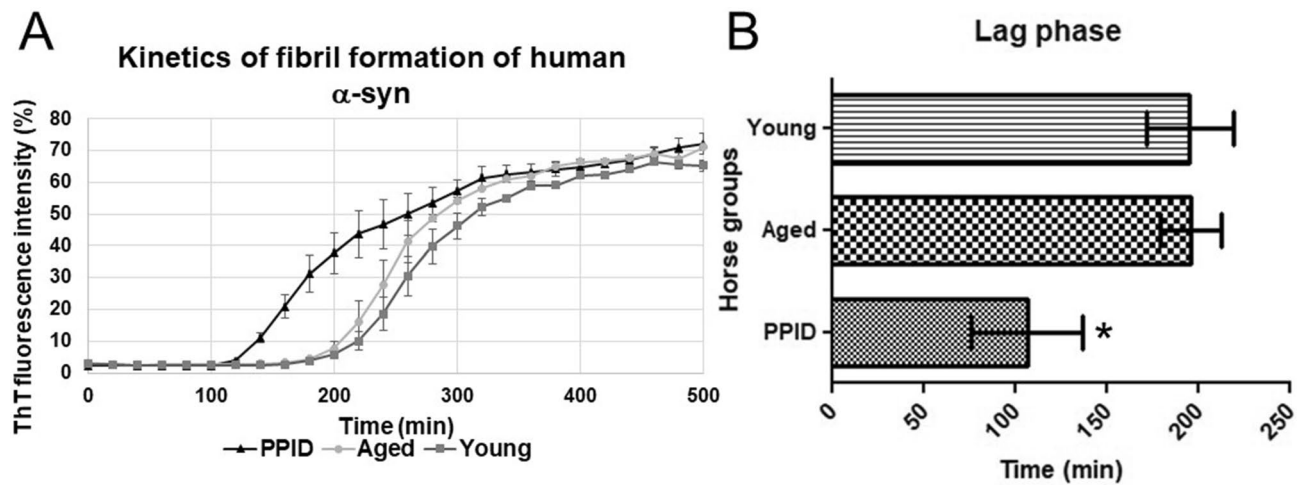 A
Kinetics of fibril formation of human
α-syn
ThT fluorescence intensity (%)
80
70
60
50
40
30
20
10
0
0 100 200 300 400 500
Time (min)
PPID Aged Young
B
Lag phase
Horse groups
Young
Aged
PPID
*
0 50 100 150 200 250
Time (min)